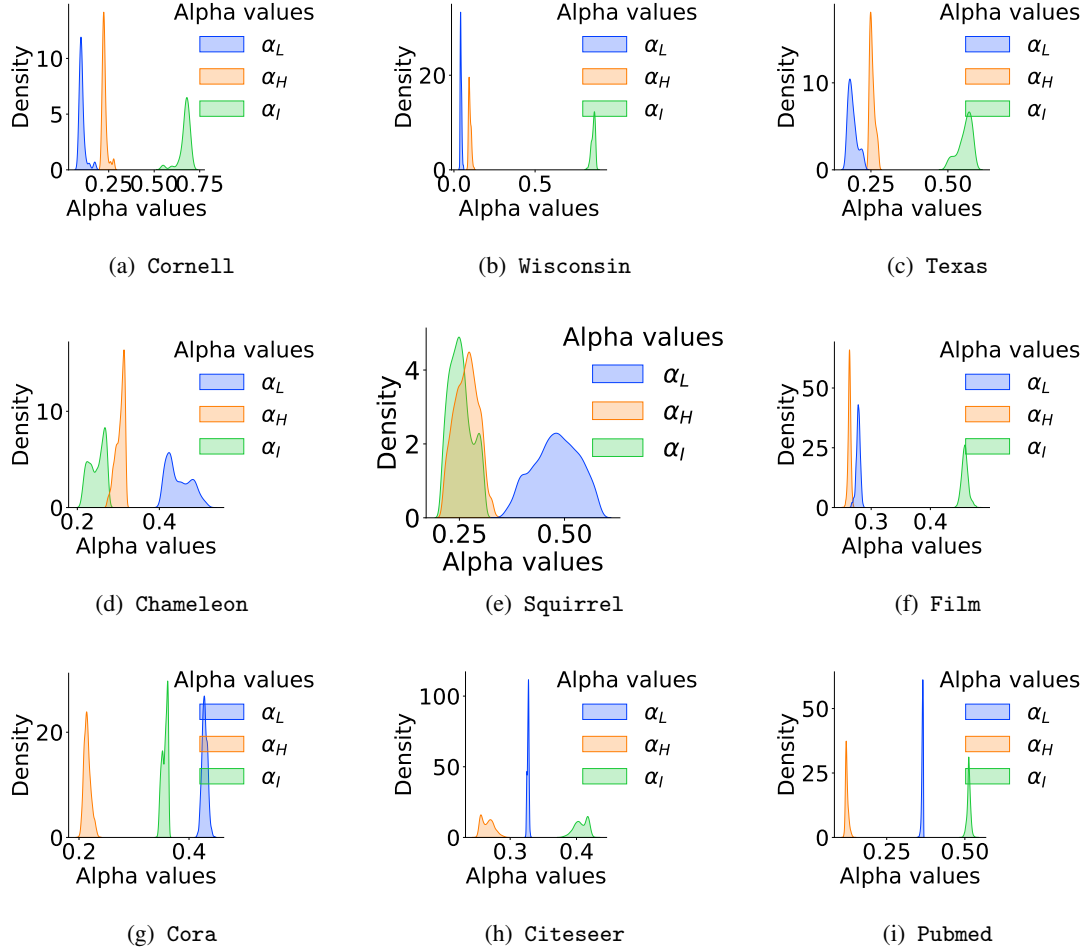 Alpha values
α_L
α_H
α_I
Density
10
5
0
0.25
0.50
0.75
Alpha values
(a) Cornell
Alpha values
α_L
α_H
α_I
Density
20
0
0.0
0.5
Alpha values
(b) Wisconsin
Alpha values
α_L
α_H
α_I
Density
10
0
0.25
0.50
Alpha values
(c) Texas
Alpha values
α_L
α_H
α_I
Density
10
0
0.2
0.4
Alpha values
(d) Chameleon
Alpha values
α_L
α_H
α_I
Density
4
2
0
0.25
0.50
Alpha values
(e) Squirrel
Alpha values
α_L
α_H
α_I
Density
50
25
0
0.3
0.4
Alpha values
(f) Film
Alpha values
α_L
α_H
α_I
Density
20
0
0.2
0.4
Alpha values
(g) Cora
Alpha values
α_L
α_H
α_I
Density
100
50
0
0.3
0.4
Alpha values
(h) Citeseer
Alpha values
α_L
α_H
α_I
Density
50
25
0
0.25
0.50
Alpha values
(i) Pubmed